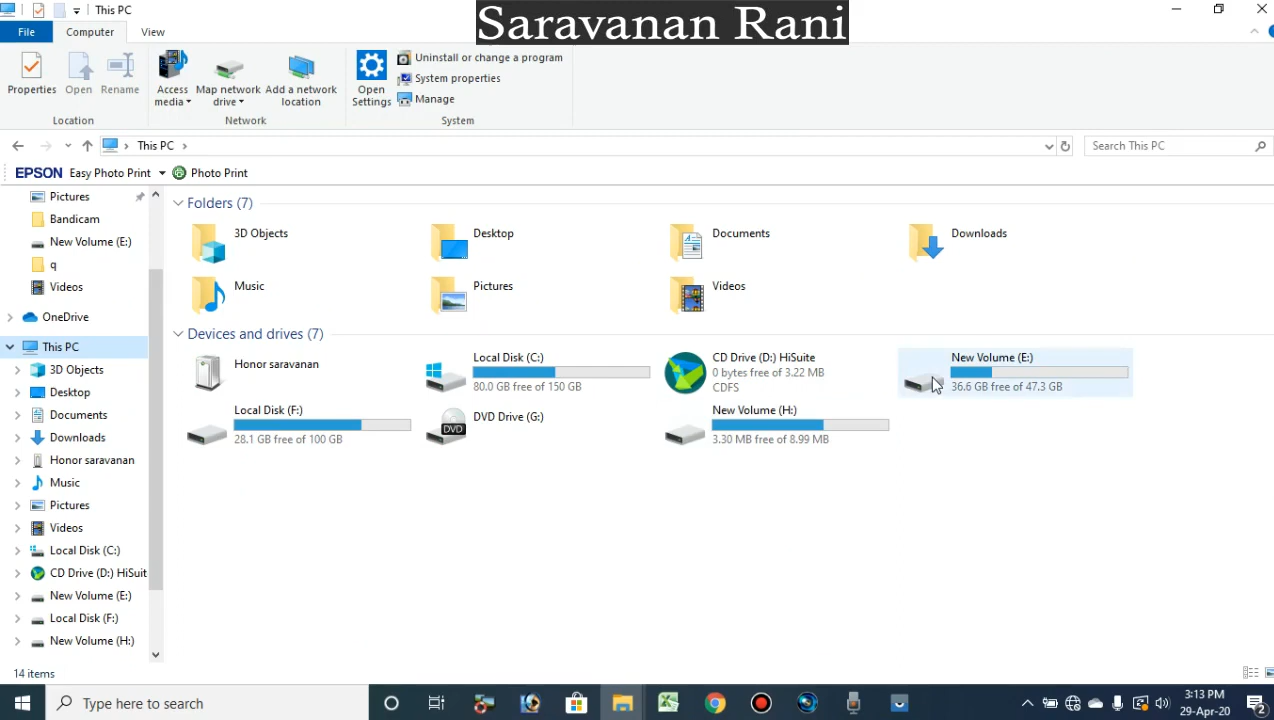 This PC
Saravanan Rani
File
Computer
View
Properties
Open
Rename
Access media
Map network drive
Add a network location
Open Settings
Uninstall or change a program
System properties
Manage
Location
Network
System
This PC
Search This PC
EPSON Easy Photo Print
Photo Print
Pictures
Bandicam
New Volume (E:)
q
Videos
OneDrive
This PC
3D Objects
Desktop
Documents
Downloads
Honor saravanan
Music
Pictures
Videos
Local Disk (C:)
CD Drive (D:) HiSuit
New Volume (E:)
Local Disk (F:)
New Volume (H:)
Folders (7)
3D Objects
Desktop
Documents
Downloads
Music
Pictures
Videos
Devices and drives (7)
Honor saravanan
Local Disk (C:)
80.0 GB free of 150 GB
CD Drive (D:) HiSuite
0 bytes free of 3.22 MB
CDFS
New Volume (E:)
36.6 GB free of 47.3 GB
Local Disk (F:)
28.1 GB free of 100 GB
DVD
DVD Drive (G:)
New Volume (H:)
3.30 MB free of 8.99 MB
14 items
Type here to search
3:13 PM
29-Apr-20
2